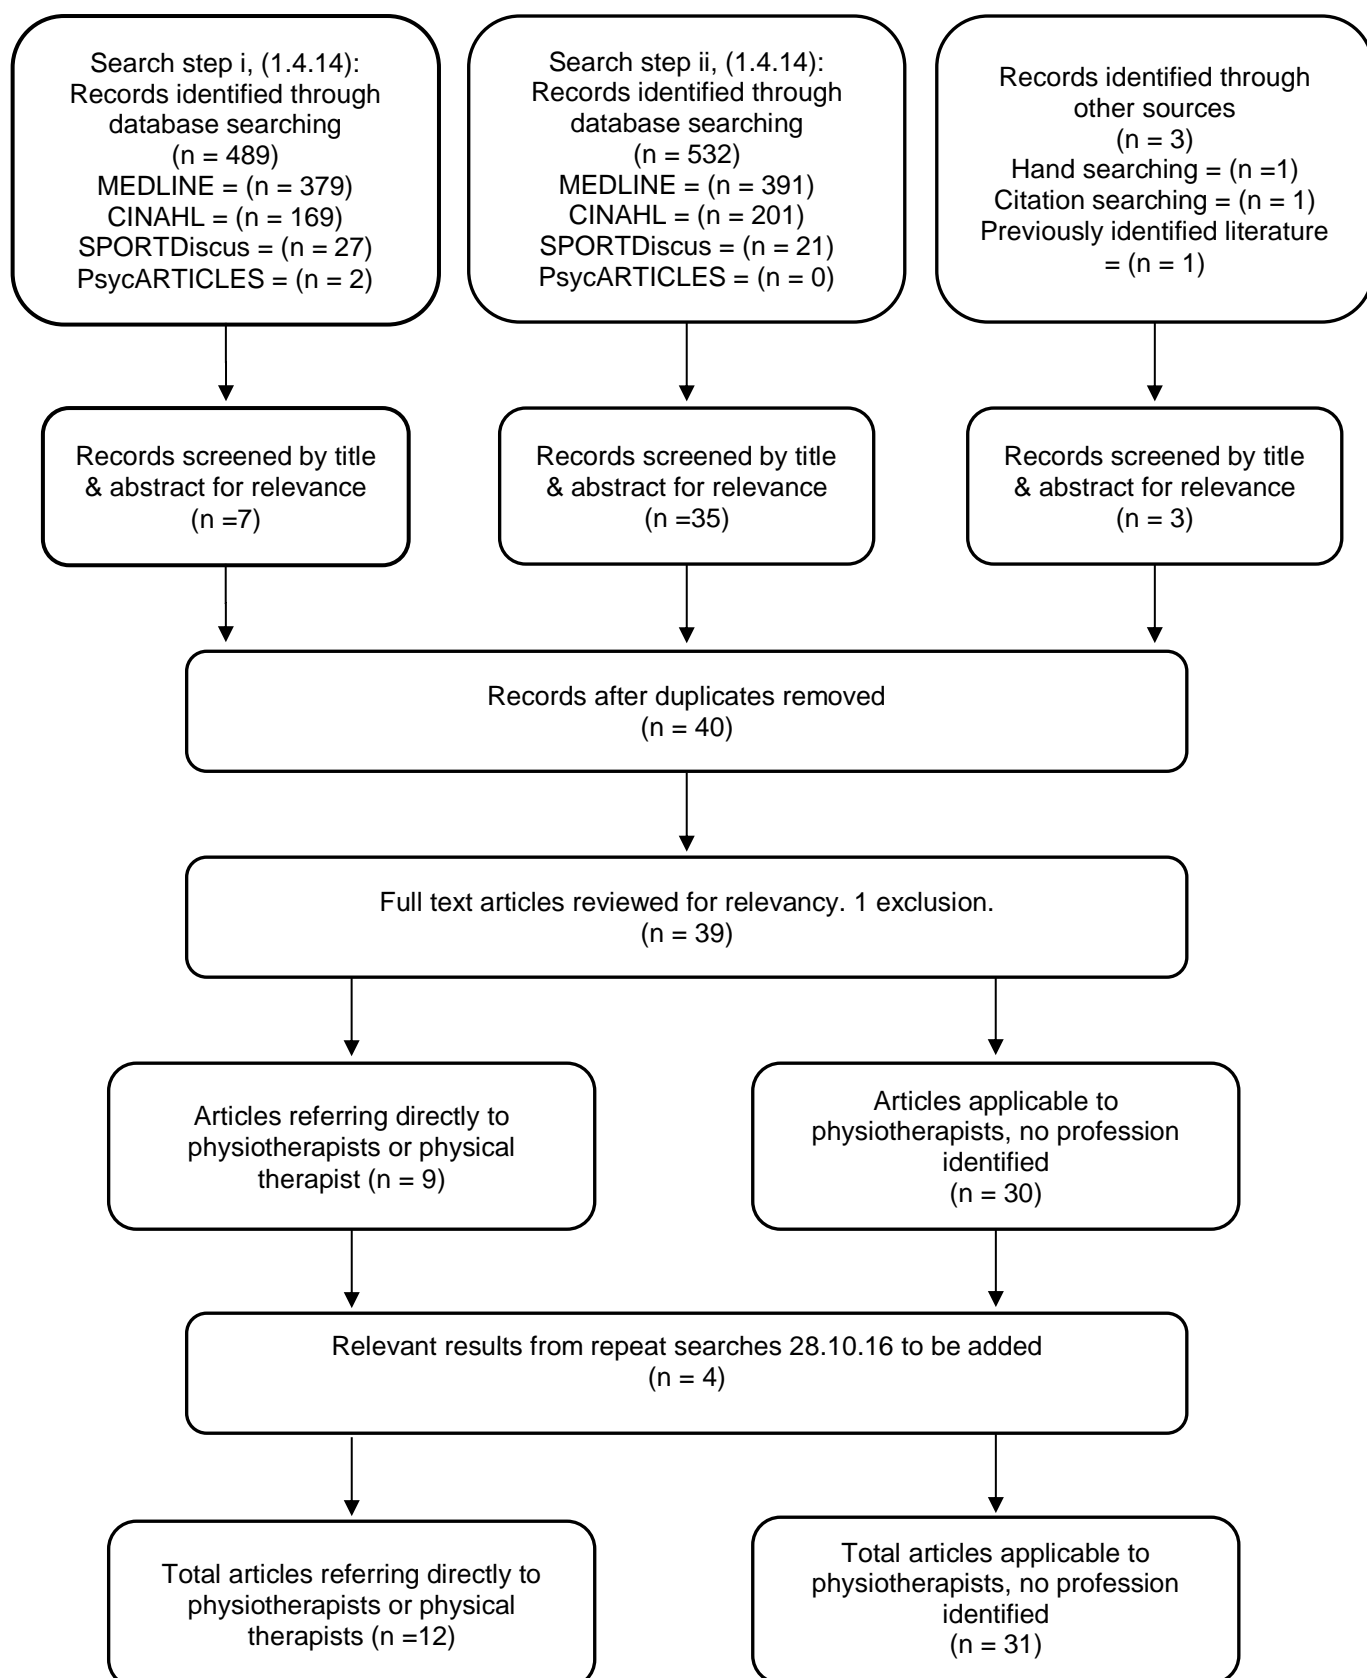 Search step i, (1.4.14):
Records identified through
database searching
(n = 489)
MEDLINE = (n = 379)
CINAHL = (n = 169)
SPORTDiscus = (n = 27)
PsycARTICLES = (n = 2)
Search step ii, (1.4.14):
Records identified through
database searching
(n = 532)
MEDLINE = (n = 391)
CINAHL = (n = 201)
SPORTDiscus = (n = 21)
PsycARTICLES = (n = 0)
Records identified through
other sources
(n = 3)
Hand searching = (n =1)
Citation searching = (n = 1)
Previously identified literature
= (n = 1)
Records screened by title
& abstract for relevance
(n =7)
Records screened by title
& abstract for relevance
(n =35)
Records screened by title
& abstract for relevance
(n = 3)
Records after duplicates removed
(n = 40)
Full text articles reviewed for relevancy. 1 exclusion.
(n = 39)
Articles referring directly to
physiotherapists or physical
therapist (n = 9)
Articles applicable to
physiotherapists, no profession
identified
(n = 30)
Relevant results from repeat searches 28.10.16 to be added
(n = 4)
Total articles referring directly to
physiotherapists or physical
therapists (n =12)
Total articles applicable to
physiotherapists, no profession
identified
(n = 31)